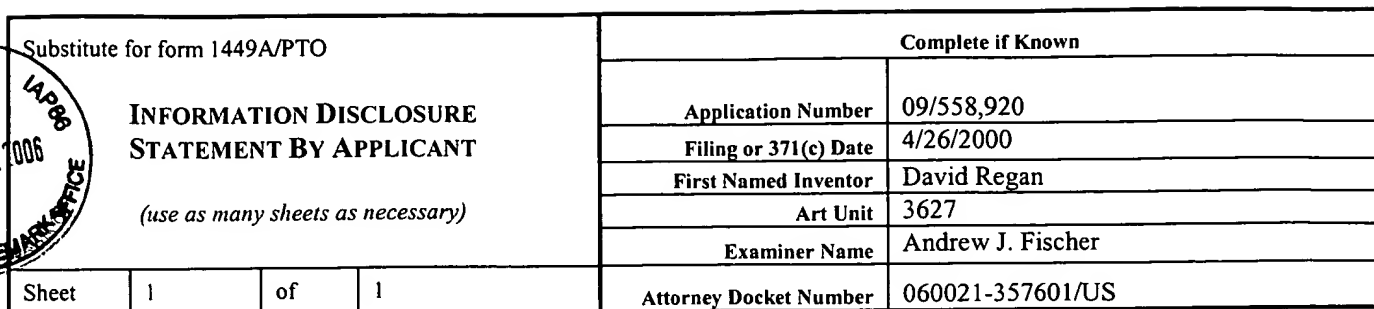 Substitute for form 1449A/PTO
INFORMATION DISCLOSURE
STATEMENT BY APPLICANT
(use as many sheets as necessary)
Sheet 1 of 1
Complete if Known
Application Number 09/558,920
Filing or 371(c) Date 4/26/2000
First Named Inventor David Regan
Art Unit 3627
Examiner Name Andrew J. Fischer
Attorney Docket Number 060021-357601/US
IAP66
2006